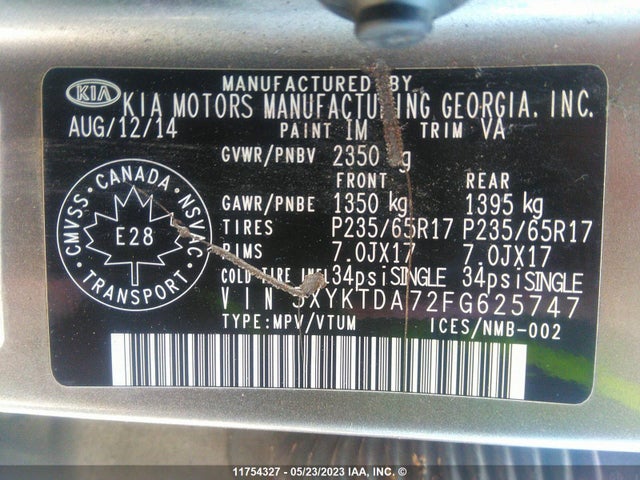 MANUFACTURED BY
KIA KIA MOTORS MANUFACTURING GEORGIA, INC.
AUG/12/14 PAINT IM TRIM VA
GVWR/PNBV 2350 kg
FRONT REAR
GAWR/PNBE 1350 kg 1395 kg
TIRES P235/65R17 P235/65R17
RIMS 7.0JX17 7.0JX17
COLD TIRE INFL 34psiSINGLE 34psiSINGLE
VIN 5XYKTDA72FG625747
TYPE:MPV/VTUM ICES/NMB-002
CMVSS • CANADA • NSVAC • TRANSPORT •
E28
11754327 - 05/23/2023 IAA, Inc. ©